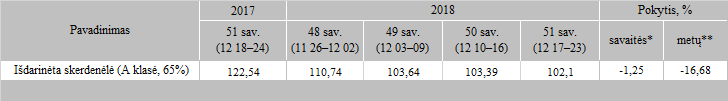 Pavadinimas 2017 2018 Pokytis, %
51 sav. (12 18–24) 48 sav. (11 26–12 02) 49 sav. (12 03–09) 50 sav. (12 10–16) 51 sav. (12 17–23) savaitės* metų**
Išdarinėta skerdenėlė (A klasė, 65%) 122,54 110,74 103,64 103,39 102,1 -1,25 -16,68